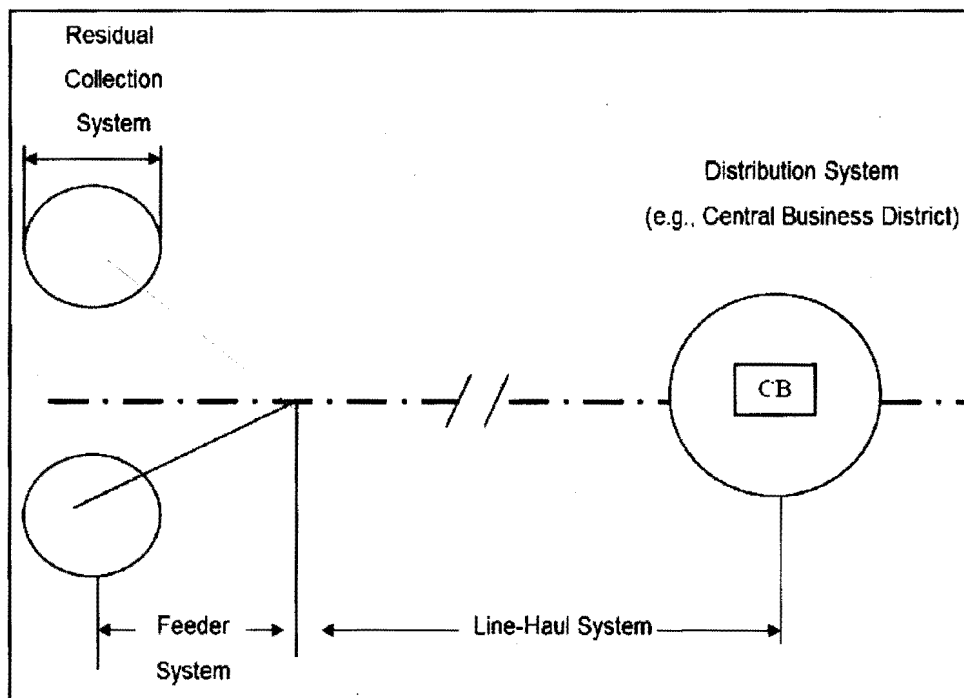 Residual
Collection
System
Distribution System
(e.g., Central Business District)
CB
Feeder
System
Line-Haul System